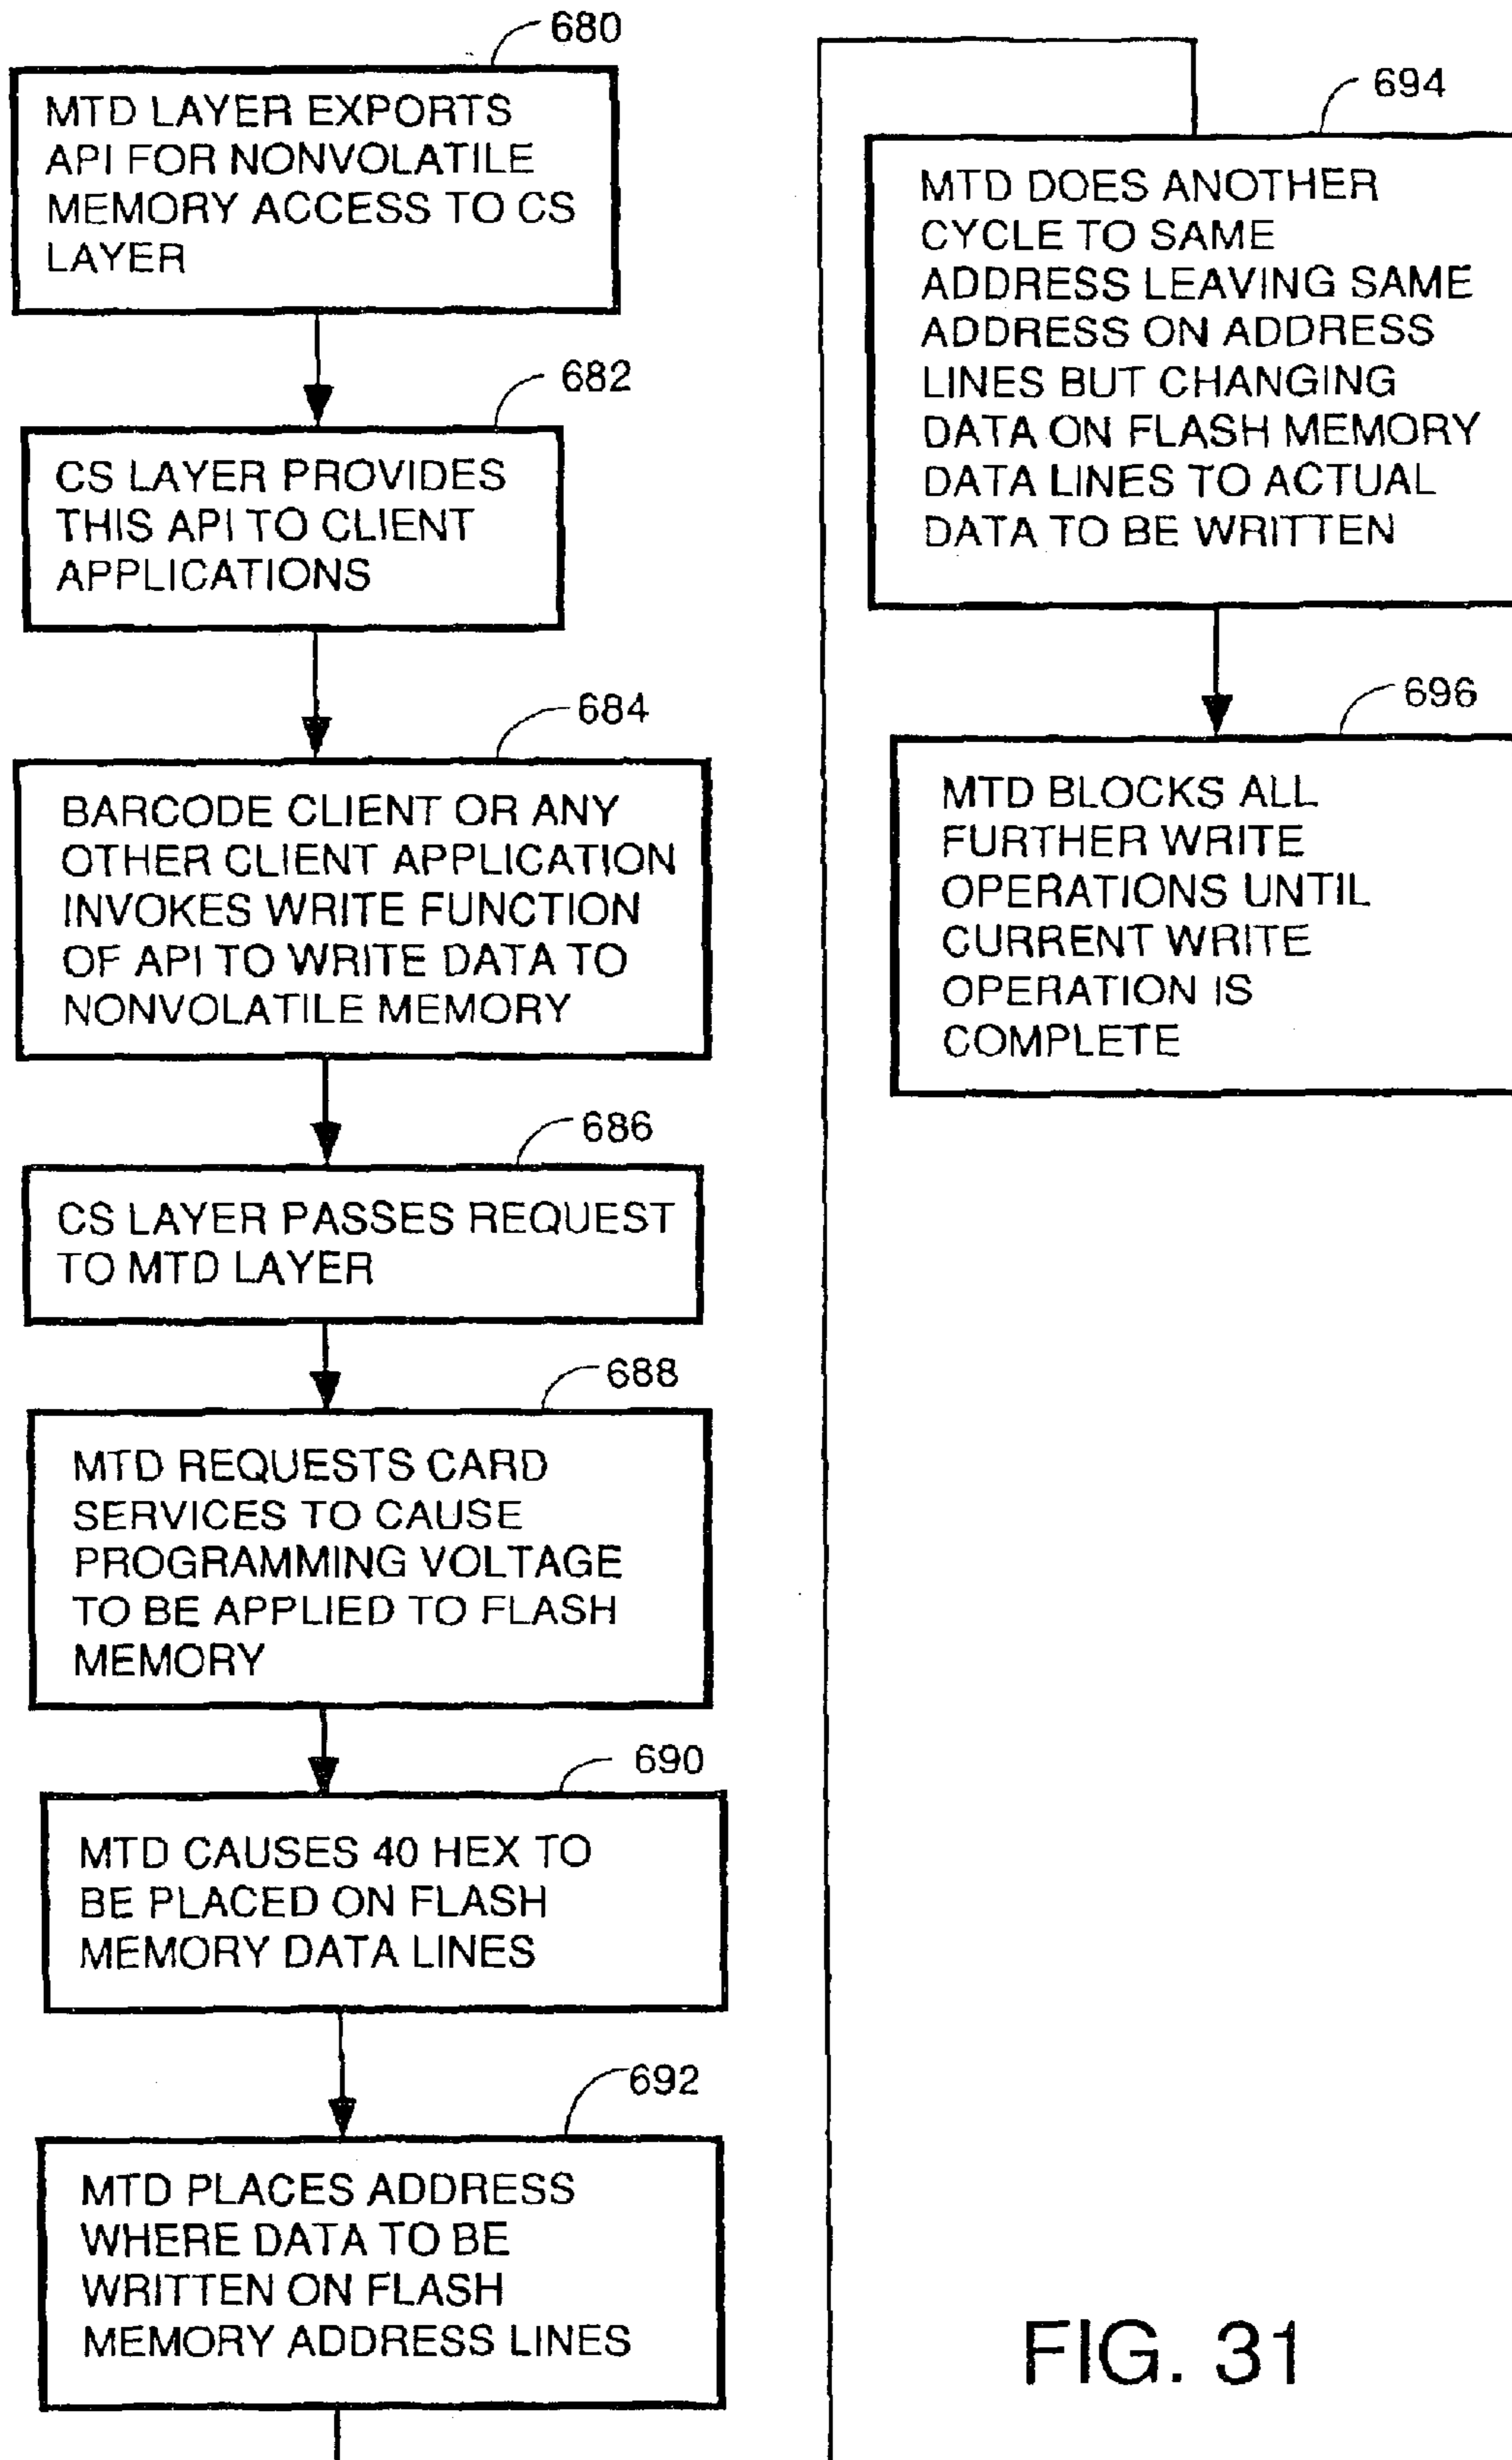 680
MTD LAYER EXPORTS
API FOR NONVOLATILE
MEMORY ACCESS TO CS
LAYER
682
CS LAYER PROVIDES
THIS API TO CLIENT
APPLICATIONS
684
BARCODE CLIENT OR ANY
OTHER CLIENT APPLICATION
INVOKES WRITE FUNCTION
OF API TO WRITE DATA TO
NONVOLATILE MEMORY
686
CS LAYER PASSES REQUEST
TO MTD LAYER
688
MTD REQUESTS CARD
SERVICES TO CAUSE
PROGRAMMING VOLTAGE
TO BE APPLIED TO FLASH
MEMORY
690
MTD CAUSES 40 HEX TO
BE PLACED ON FLASH
MEMORY DATA LINES
692
MTD PLACES ADDRESS
WHERE DATA TO BE
WRITTEN ON FLASH
MEMORY ADDRESS LINES
694
MTD DOES ANOTHER
CYCLE TO SAME
ADDRESS LEAVING SAME
ADDRESS ON ADDRESS
LINES BUT CHANGING
DATA ON FLASH MEMORY
DATA LINES TO ACTUAL
DATA TO BE WRITTEN
696
MTD BLOCKS ALL
FURTHER WRITE
OPERATIONS UNTIL
CURRENT WRITE
OPERATION IS
COMPLETE
FIG. 31